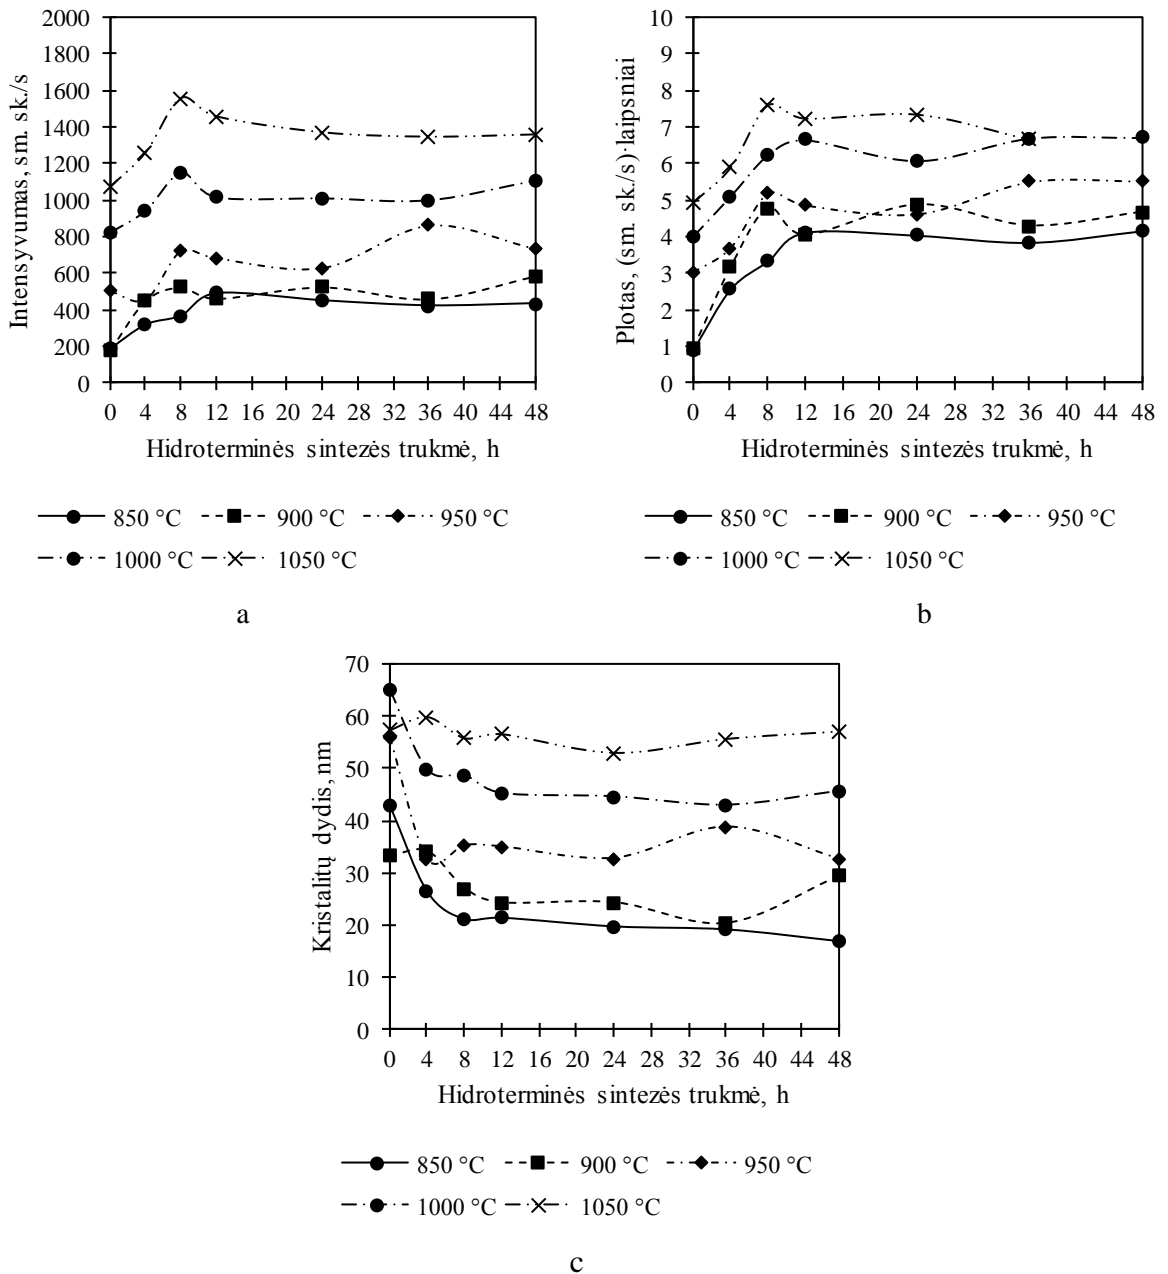 2000
1800
1600
1400
1200
1000
800
600
400
200
0
Intensyvumas, sm. sk./s
0 4 8 12 16 20 24 28 32 36 40 44 48
Hidroterminės sintezės trukmė, h
850 °C 900 °C 950 °C
1000 °C 1050 °C
a
10
9
8
7
6
5
4
3
2
1
0
Plotas, (sm. sk./s)·laipsniai
0 4 8 12 16 20 24 28 32 36 40 44 48
Hidroterminės sintezės trukmė, h
850 °C 900 °C 950 °C
1000 °C 1050 °C
b
70
60
50
40
30
20
10
0
Kristalitų dydis, nm
0 4 8 12 16 20 24 28 32 36 40 44 48
Hidroterminės sintezės trukmė, h
850 °C 900 °C 950 °C
1000 °C 1050 °C
c